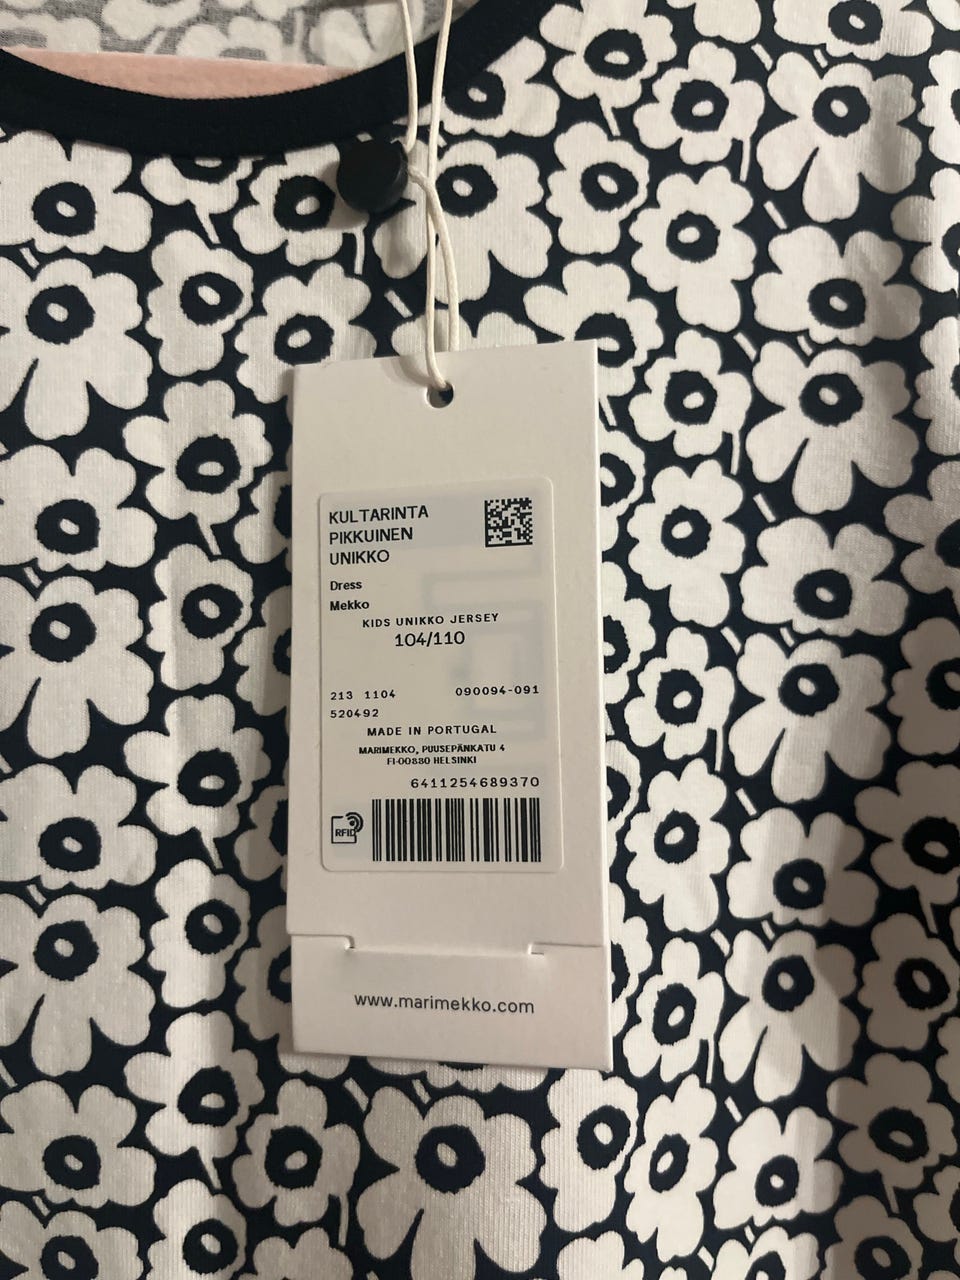 KULTARINTA
PIKKUINEN
UNIKKO
Dress
Mekko
KIDS UNIKKO JERSEY
104/110
213 1104 090094-091
520492
MADE IN PORTUGAL
MARIMEKKO, PUUSEPÄNKATU 4
FI-00880 HELSINKI
6411254689370
RFID
www.marimekko.com